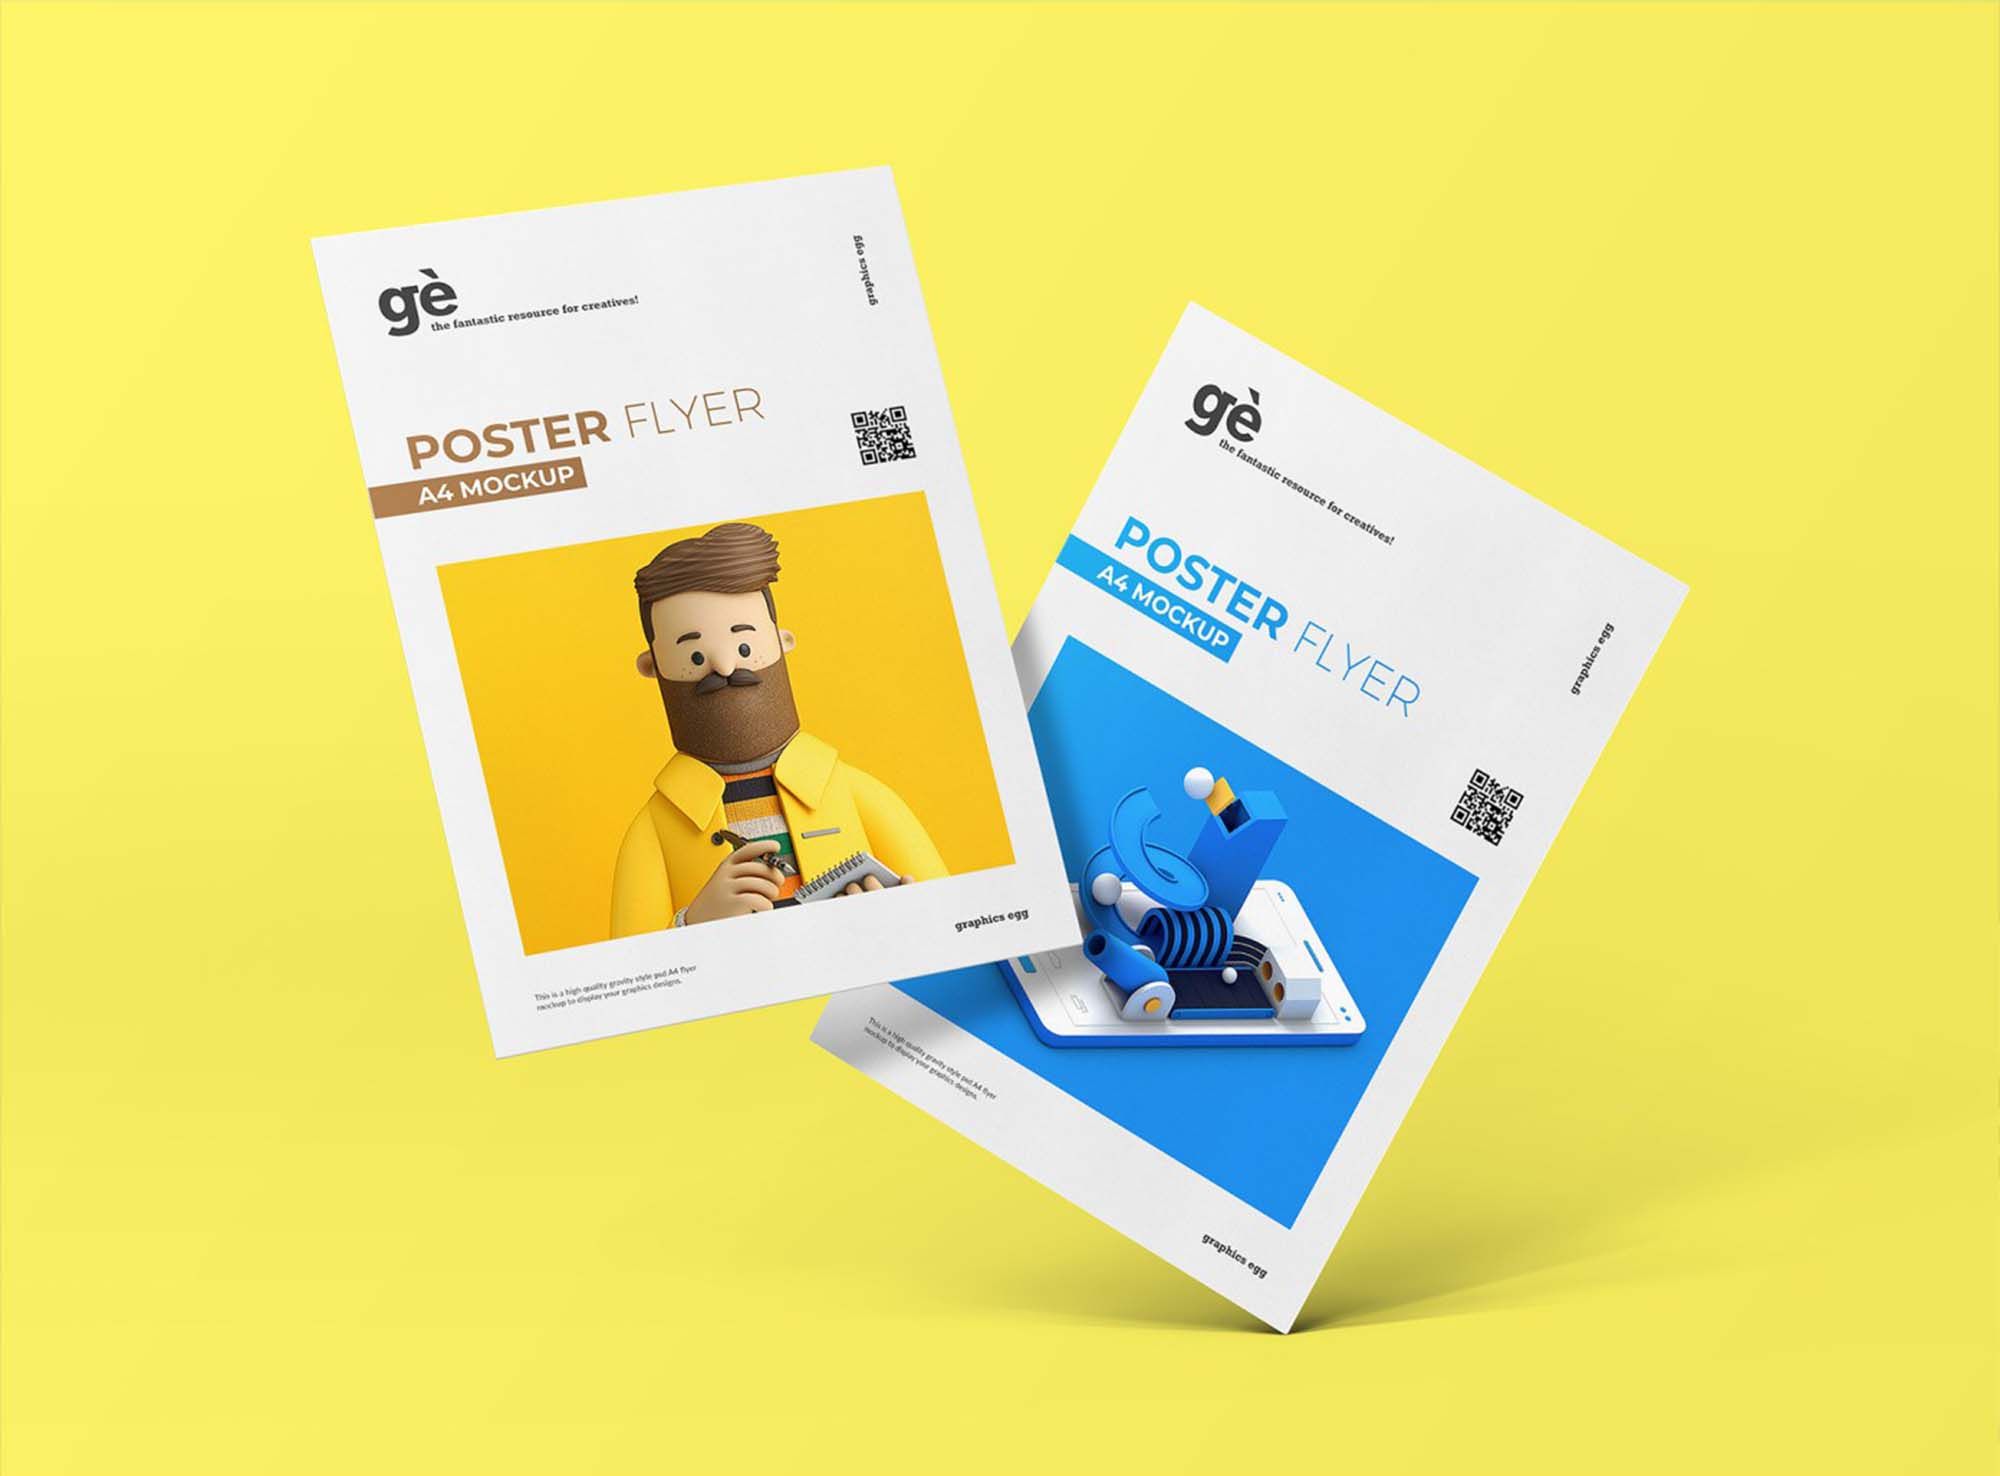 gè
the fantastic resource for creatives!
graphics egg
POSTER FLYER
A4 MOCKUP
graphics egg
This is a high quality gravity style psd A4 flyer
mockup to display your graphics designs.
gè
the fantastic resource for creatives!
graphics egg
POSTER FLYER
A4 MOCKUP
This is a high quality gravity style psd A4 flyer
mockup to display your graphics designs.
graphics egg